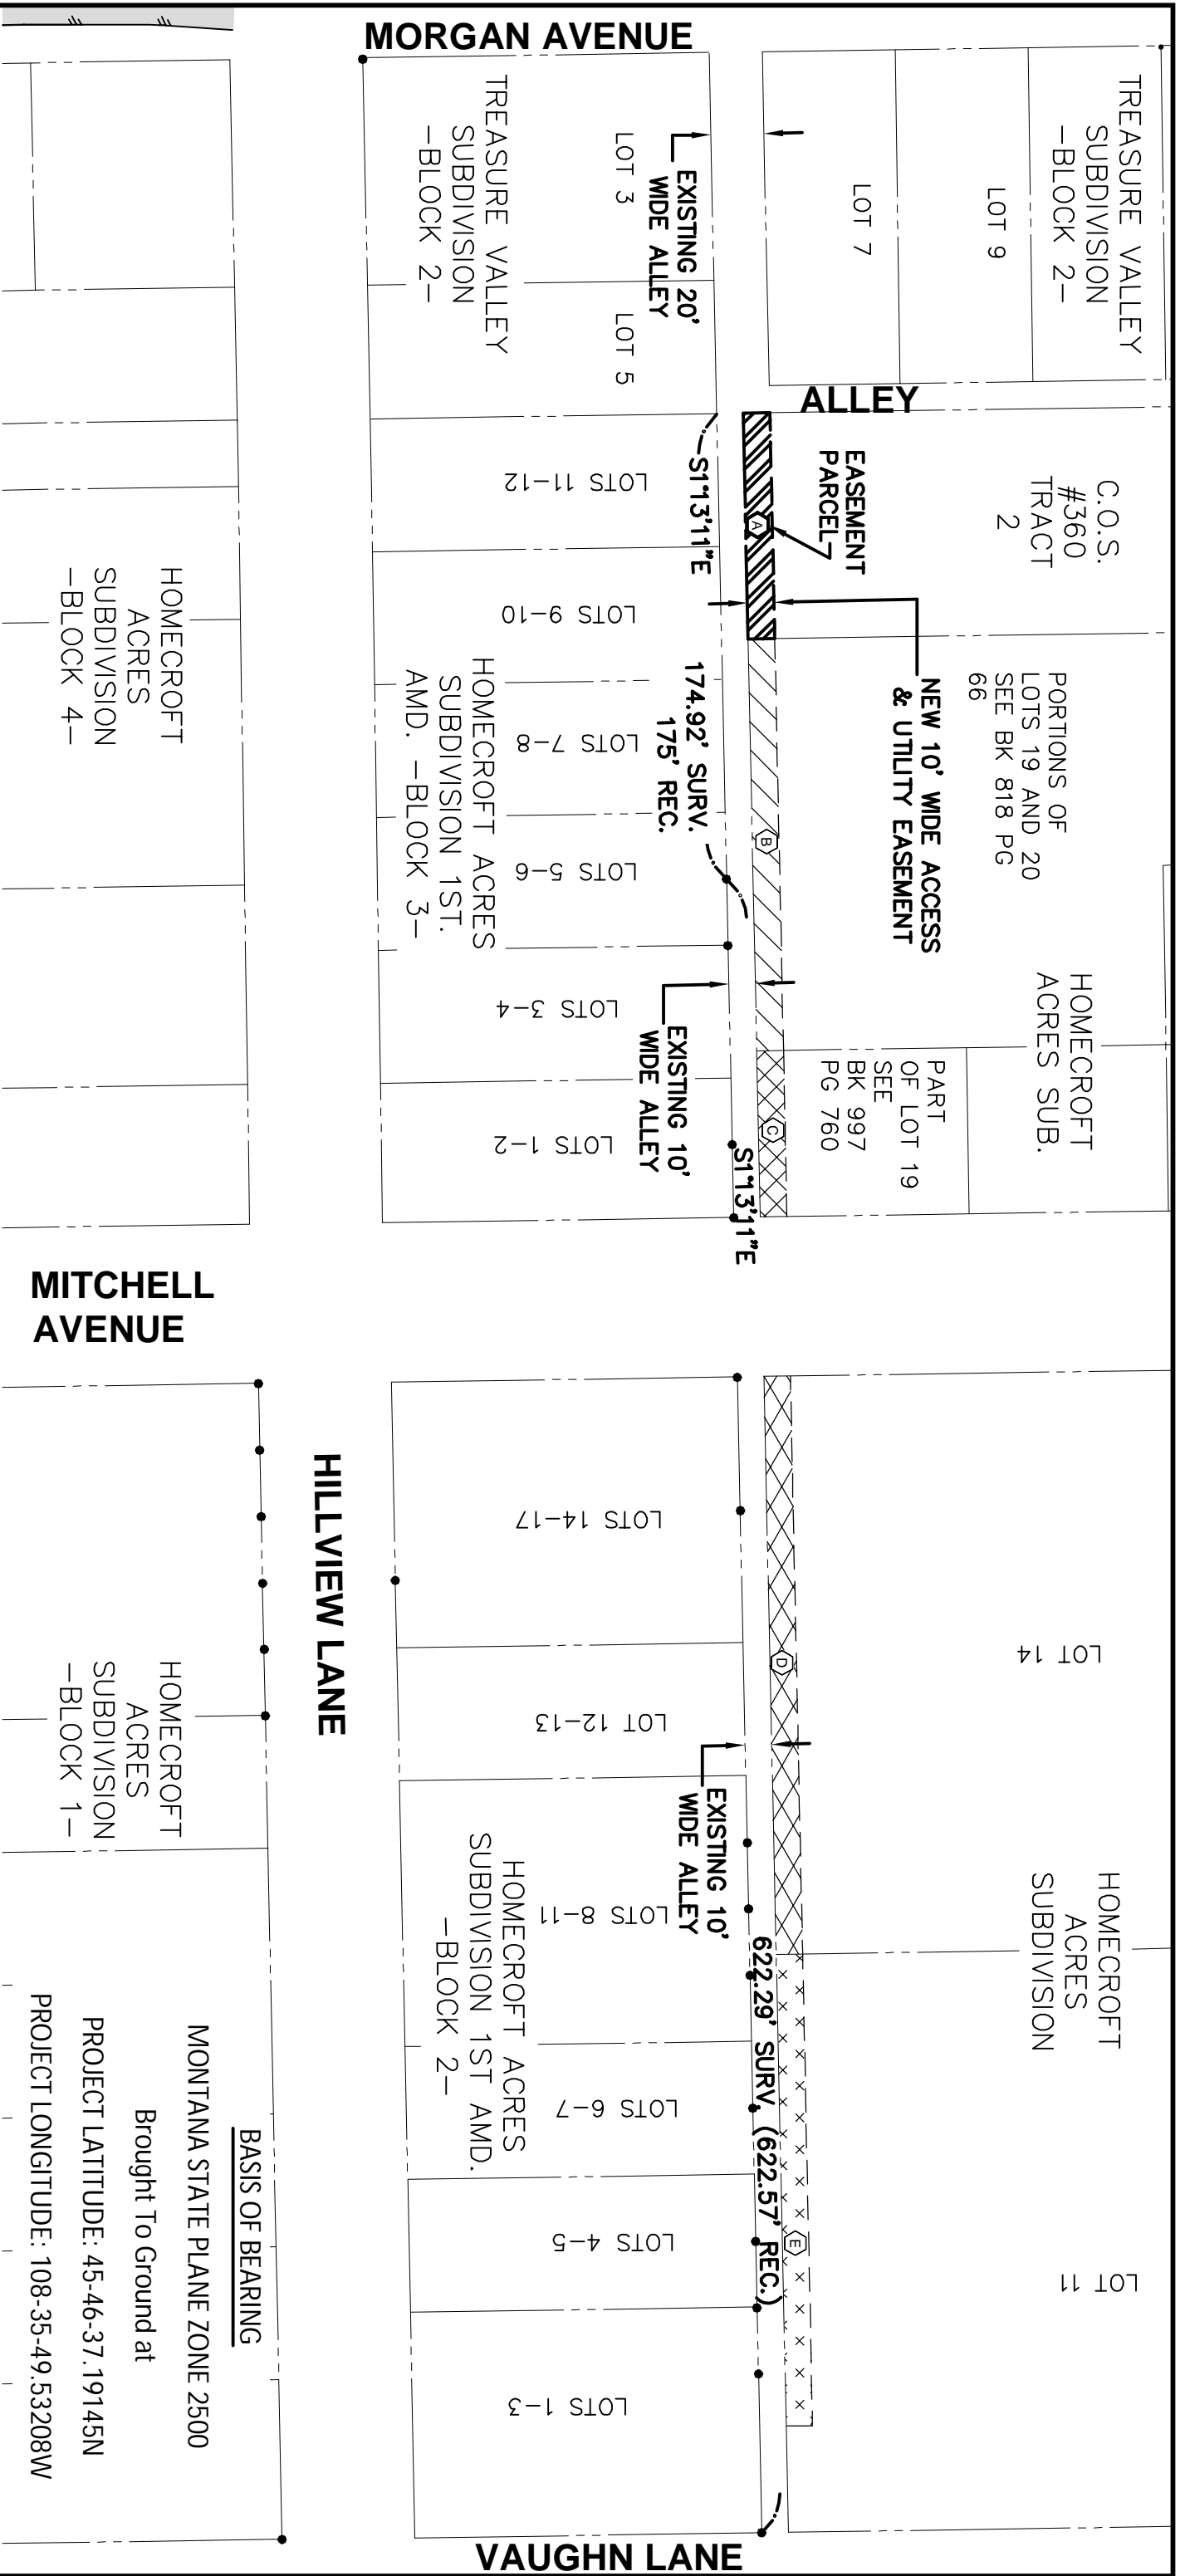 MORGAN AVENUE
TREASURE VALLEY
SUBDIVISION
-BLOCK 2-
LOT 9
LOT 7
EXISTING 20'
WIDE ALLEY
LOT 3
LOT 5
TREASURE VALLEY
SUBDIVISION
-BLOCK 2-
ALLEY
C.O.S.
#360
TRACT
2
EASEMENT
PARCEL
A
S1°13'11"E
NEW 10' WIDE ACCESS
& UTILITY EASEMENT
PORTIONS OF
LOTS 19 AND 20
SEE BK 818 PG
66
B
174.92' SURV.
175' REC.
LOTS 11-12
LOTS 9-10
LOTS 7-8
LOTS 5-6
LOTS 3-4
LOTS 1-2
HOMECROFT ACRES
SUBDIVISION 1ST.
AMD. -BLOCK 3-
HOMECROFT
ACRES
SUBDIVISION
-BLOCK 4-
HOMECROFT
ACRES SUB.
PART
OF LOT 19
SEE
BK 997
PG 760
C
EXISTING 10'
WIDE ALLEY
S1°13'11"E
MITCHELL
AVENUE
HILLVIEW LANE
LOT 14
D
LOTS 14-17
LOT 12-13
EXISTING 10'
WIDE ALLEY
LOTS 8-11
HOMECROFT
ACRES
SUBDIVISION
622.29' SURV. (622.57' REC.)
E
LOT 11
LOTS 6-7
LOTS 4-5
LOTS 1-3
HOMECROFT ACRES
SUBDIVISION 1ST AMD.
-BLOCK 2-
HOMECROFT
ACRES
SUBDIVISION
-BLOCK 1-
BASIS OF BEARING
MONTANA STATE PLANE ZONE 2500
Brought To Ground at
PROJECT LATITUDE: 45-46-37.19145N
PROJECT LONGITUDE: 108-35-49.53208W
VAUGHN LANE